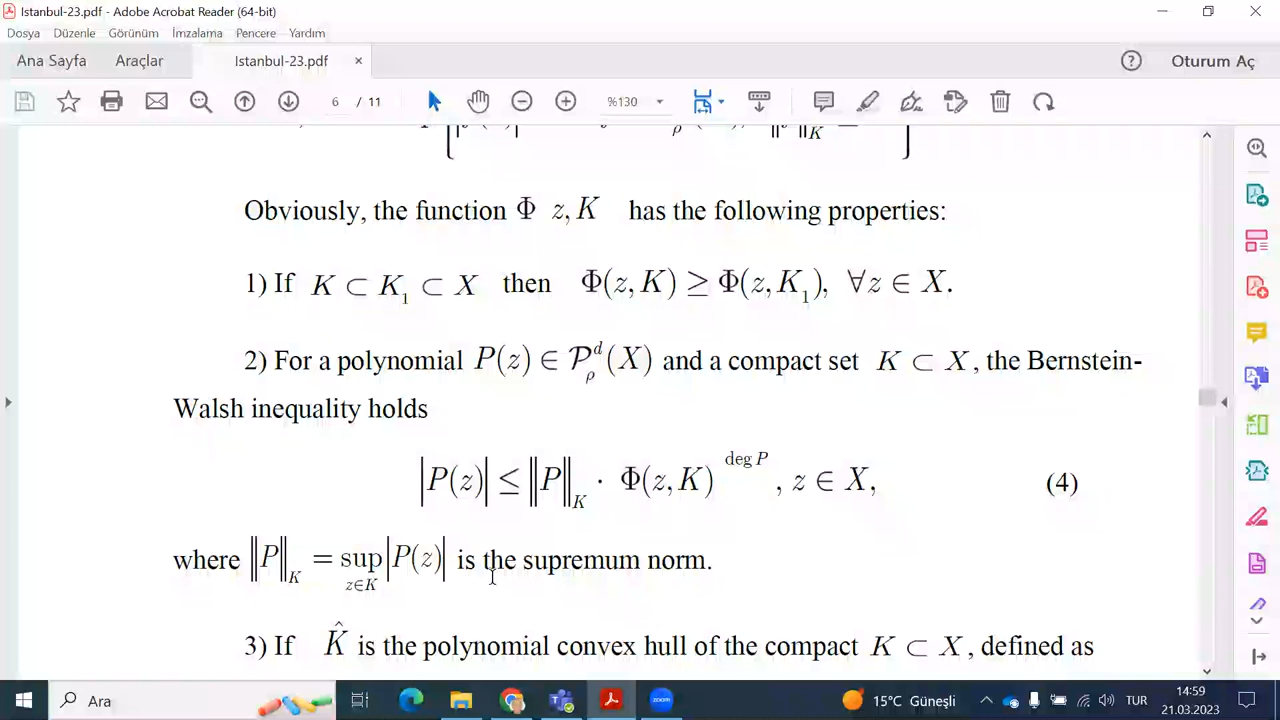 Istanbul-23.pdf - Adobe Acrobat Reader (64-bit)
Dosya Düzenle Görünüm İmzalama Pencere Yardım
Ana Sayfa Araçlar Istanbul-23.pdf × Oturum Aç
6 / 11 %130
Obviously, the function Φ z, K has the following properties:
1) If K ⊂ K₁ ⊂ X then Φ(z, K) ≥ Φ(z, K₁), ∀z ∈ X.
2) For a polynomial P(z) ∈ 𝒫_ρ^d(X) and a compact set K ⊂ X, the Bernstein-
Walsh inequality holds
|P(z)| ≤ ‖P‖_K · Φ(z, K)^{deg P}, z ∈ X, (4)
where ‖P‖_K = sup_{z∈K} |P(z)| is the supremum norm.
3) If K̂ is the polynomial convex hull of the compact K ⊂ X, defined as
Ara 15°C Güneşli TUR 14:59
zoom 21.03.2023